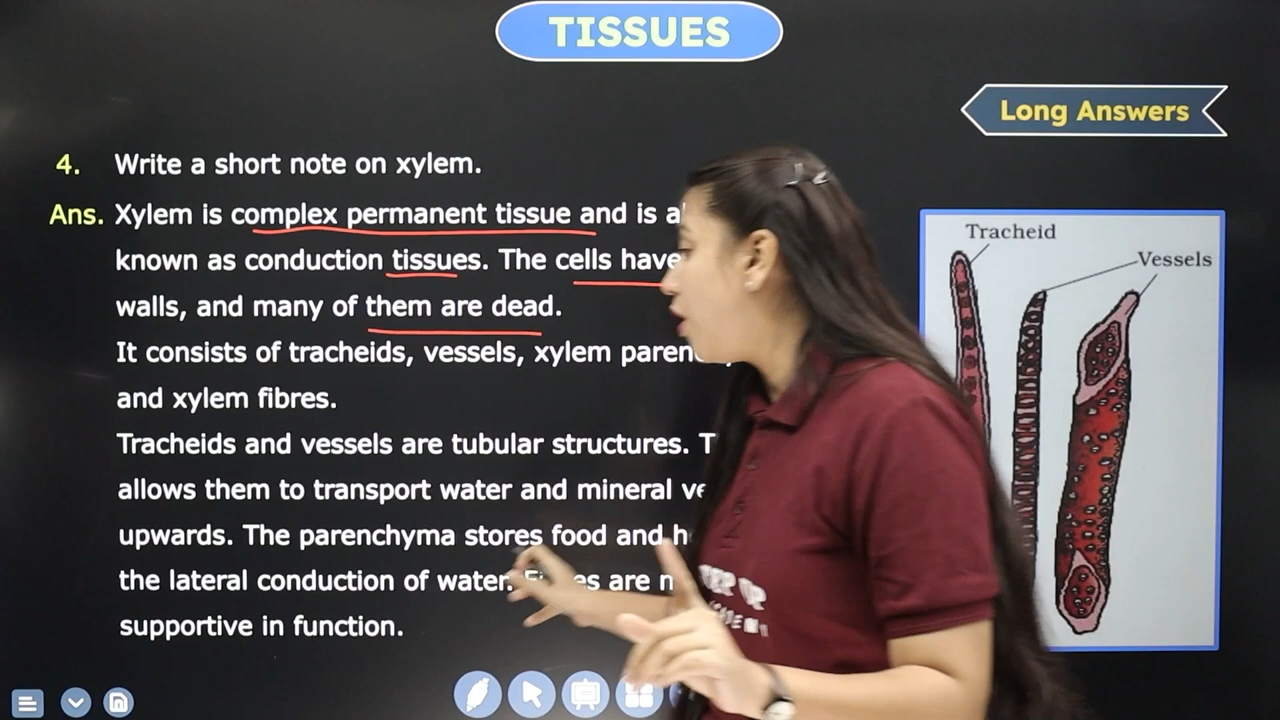 TISSUES
Long Answers
4. Write a short note on xylem.
Ans. Xylem is complex permanent tissue and is
known as conduction tissues. The cells have
walls, and many of them are dead.
It consists of tracheids, vessels, xylem
and xylem fibres.
Tracheids and vessels are tubular structures.
allows them to transport water and mineral
upwards. The parenchyma stores food and
the lateral conduction of water. are
supportive in function.
Tracheid
Vessels